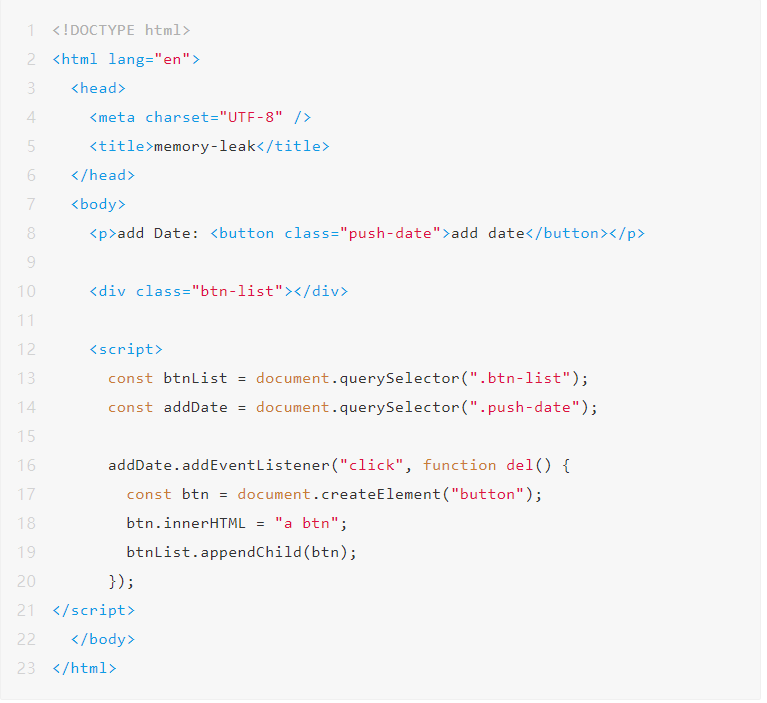 1 <!DOCTYPE html>
2 <html lang="en">
3   <head>
4     <meta charset="UTF-8" />
5     <title>memory-leak</title>
6   </head>
7   <body>
8     <p>add Date: <button class="push-date">add date</button></p>
9
10     <div class="btn-list"></div>
11
12     <script>
13       const btnList = document.querySelector(".btn-list");
14       const addDate = document.querySelector(".push-date");
15
16       addDate.addEventListener("click", function del() {
17         const btn = document.createElement("button");
18         btn.innerHTML = "a btn";
19         btnList.appendChild(btn);
20       });
21 </script>
22   </body>
23 </html>